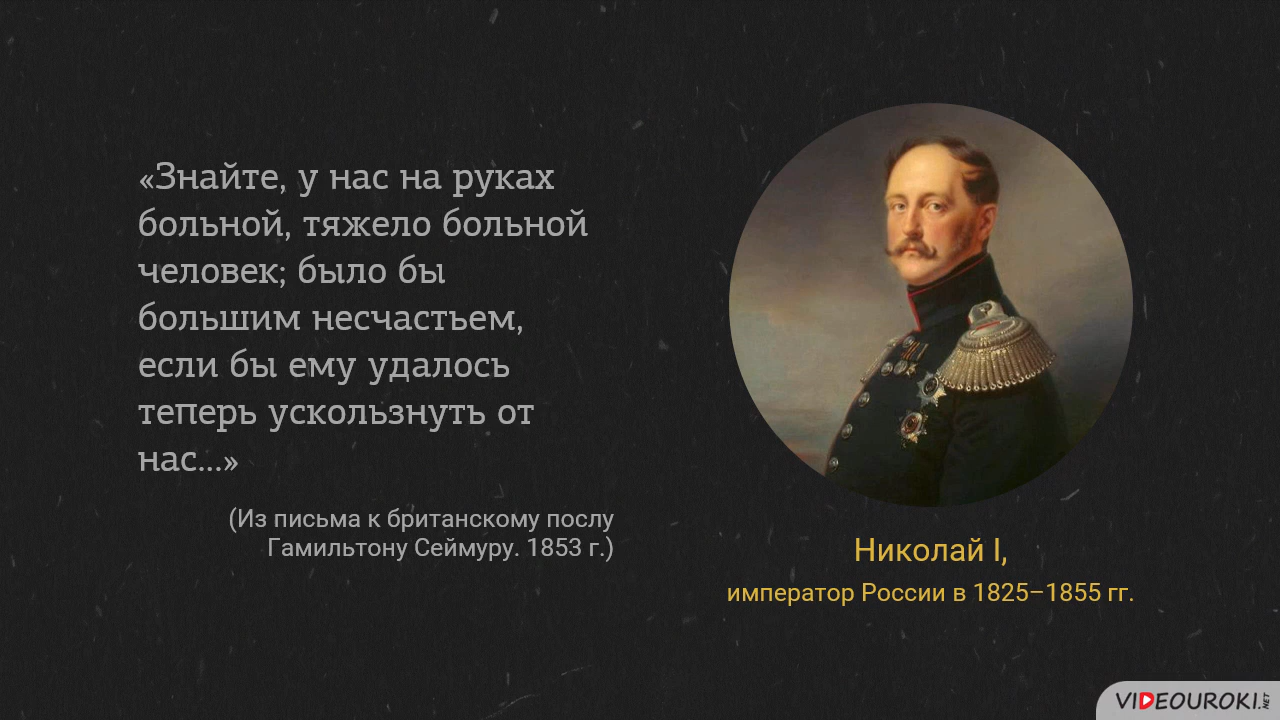 «Знайте, у нас на руках
больной, тяжело больной
человек; было бы
большим несчастьем,
если бы ему удалось
теперь ускользнуть от
нас...»
(Из письма к британскому послу
Гамильтону Сеймуру. 1853 г.)
Николай I,
император России в 1825–1855 гг.
VIDEOUROKI.NET